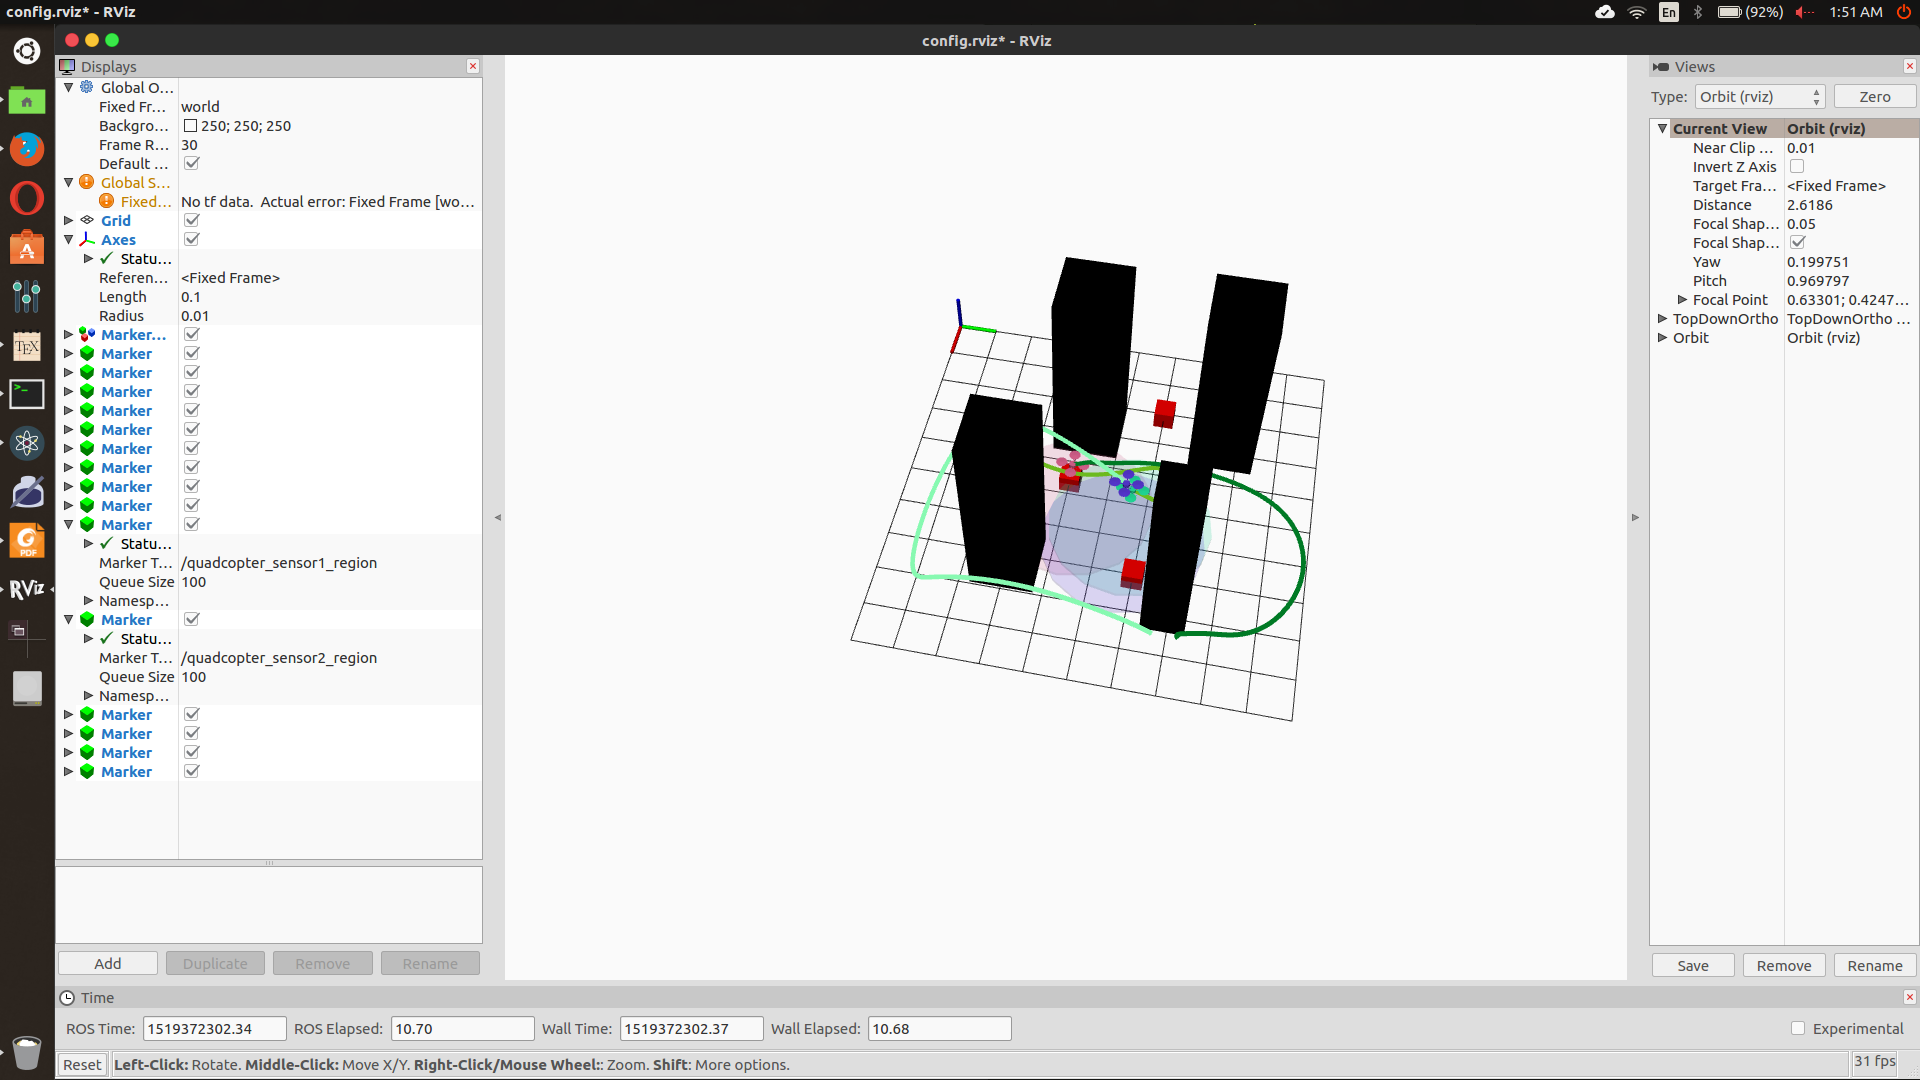 config.rviz* - RViz
En
(92%)
1:51 AM
config.rviz* - RViz
Displays
Global O...
Fixed Fr... world
Backgro... 250; 250; 250
Frame R... 30
Default ...
Global S...
Fixed... No tf data.  Actual error: Fixed Frame [wo...
Grid
Axes
Statu...
Referen... <Fixed Frame>
Length 0.1
Radius 0.01
Marker...
Marker
Marker
Marker
Marker
Marker
Marker
Marker
Marker
Marker
Marker
Statu...
Marker T... /quadcopter_sensor1_region
Queue Size 100
Namesp...
Marker
Statu...
Marker T... /quadcopter_sensor2_region
Queue Size 100
Namesp...
Marker
Marker
Marker
Marker
Add
Duplicate
Remove
Rename
Views
Type: Orbit (rviz) Zero
Current View Orbit (rviz)
Near Clip ... 0.01
Invert Z Axis
Target Fra... <Fixed Frame>
Distance 2.6186
Focal Shap... 0.05
Focal Shap...
Yaw 0.199751
Pitch 0.969797
Focal Point 0.63301; 0.4247...
TopDownOrtho TopDownOrtho ...
Orbit Orbit (rviz)
Save
Remove
Rename
TEX
>_
PDF
RViz
Time
ROS Time: 1519372302.34 ROS Elapsed: 10.70 Wall Time: 1519372302.37 Wall Elapsed: 10.68 Experimental
Reset Left-Click: Rotate. Middle-Click: Move X/Y. Right-Click/Mouse Wheel:: Zoom. Shift: More options. 31 fps